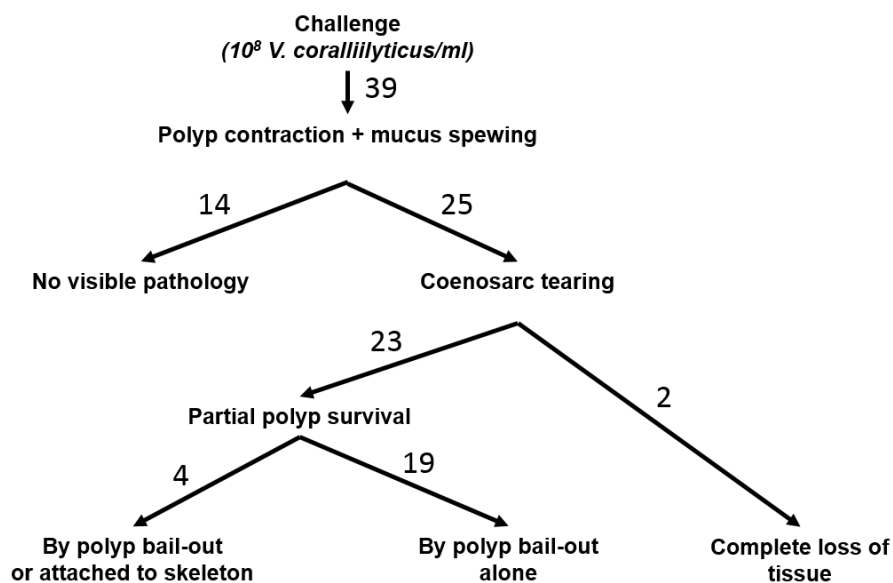 Challenge
(10⁸ V. coralliilyticus/ml)
39
Polyp contraction + mucus spewing
14
25
No visible pathology
Coenosarc tearing
23
2
Partial polyp survival
4
19
By polyp bail-out
or attached to skeleton
By polyp bail-out
alone
Complete loss of
tissue